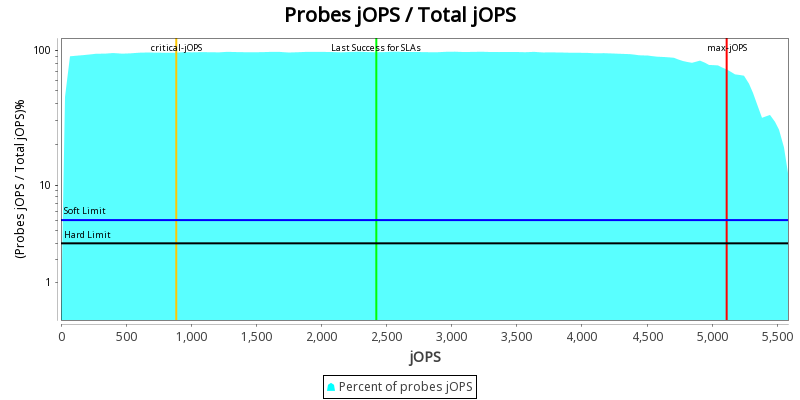 Probes jOPS / Total jOPS
(Probes jOPS / Total jOPS)%
100
10
1
critical-jOPS
Last Success for SLAs
max-jOPS
Soft Limit
Hard Limit
0 500 1,000 1,500 2,000 2,500 3,000 3,500 4,000 4,500 5,000 5,500
jOPS
Percent of probes jOPS